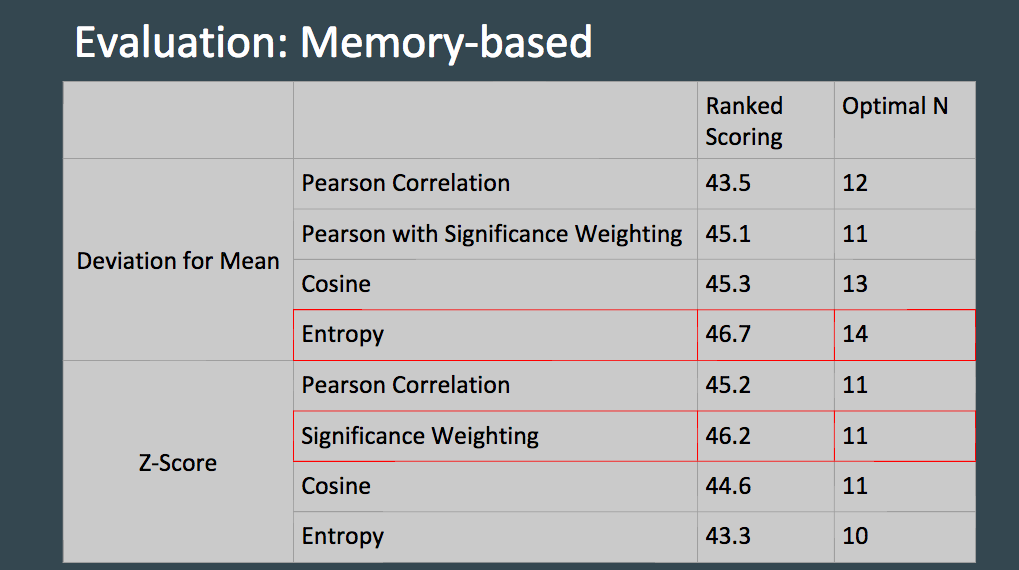 Evaluation: Memory-based
Ranked Scoring Optimal N
Deviation for Mean
Pearson Correlation 43.5 12
Pearson with Significance Weighting 45.1 11
Cosine 45.3 13
Entropy 46.7 14
Z-Score
Pearson Correlation 45.2 11
Significance Weighting 46.2 11
Cosine 44.6 11
Entropy 43.3 10